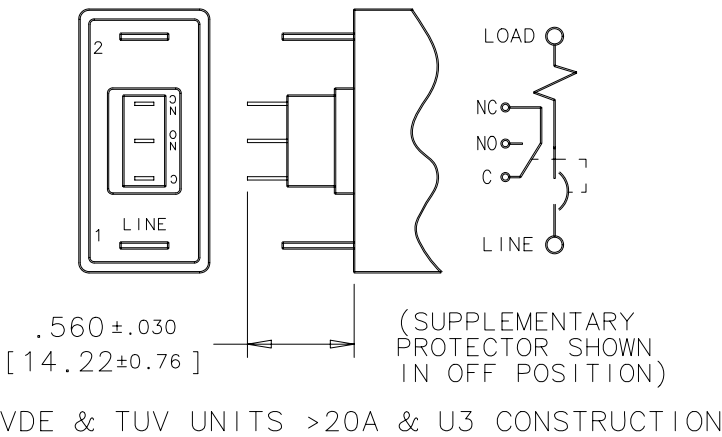 2
NC
NO
C
LINE
1
LOAD
NC
NO
C
LINE
.560±.030
[14.22±0.76]
(SUPPLEMENTARY
PROTECTOR SHOWN
IN OFF POSITION)
VDE & TUV UNITS >20A & U3 CONSTRUCTION